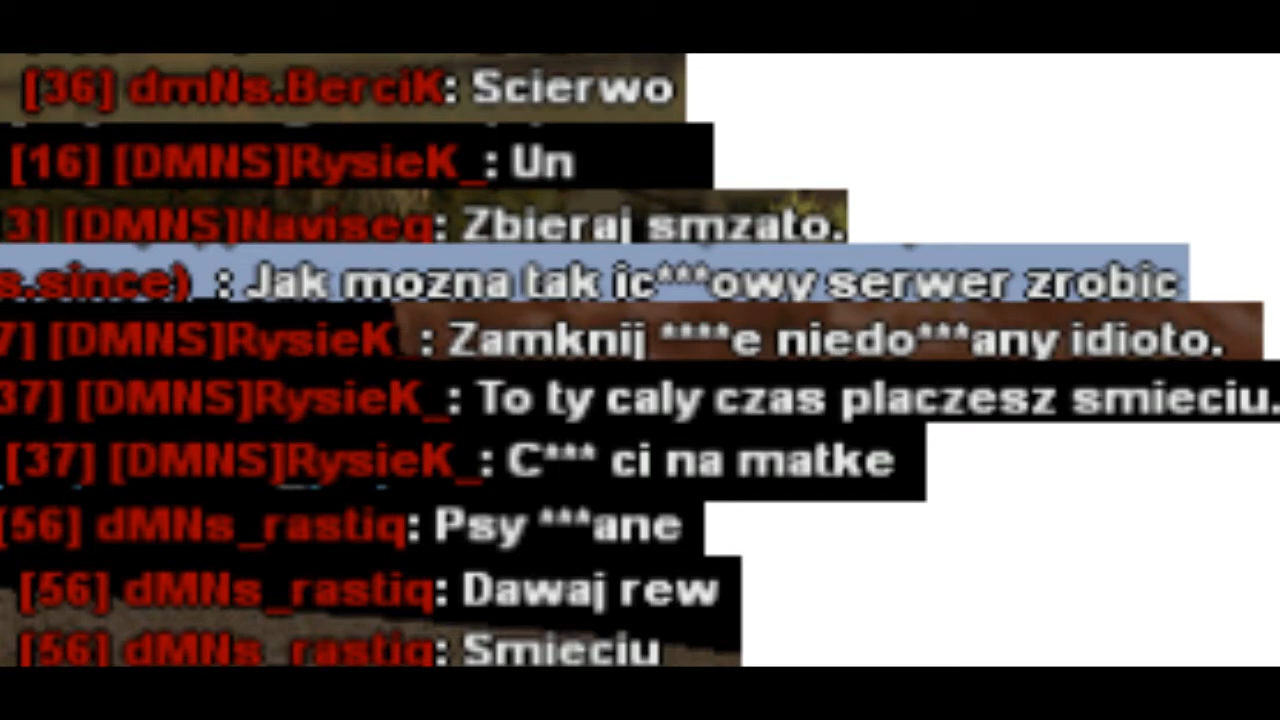 [36] dmNs.BerciK: Scierwo
[16] [DMNS]RysieK_: Un
3] [DMNS]Naviseq: Zbieraj smzato.
s.since) : Jak mozna tak ic***owy serwer zrobic
7] [DMNS]RysieK_: Zamknij ****e niedo***any idioto.
37] [DMNS]RysieK_: To ty caly czas placzesz smieciu.
[37] [DMNS]RysieK_: C*** ci na matke
[56] dMNs_rastiq: Psy ***ane
[56] dMNs_rastiq: Dawaj rew
[56] dMNs_rastiq: Smieciu